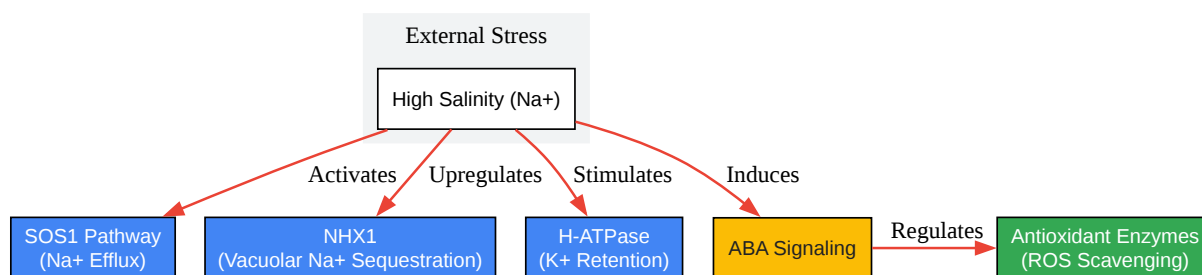 External Stress
High Salinity (Na+)
Activates
Upregulates
Stimulates
Induces
SOS1 Pathway
(Na+ Efflux)
NHX1
(Vacuolar Na+ Sequestration)
H-ATPase
(K+ Retention)
ABA Signaling
Regulates
Antioxidant Enzymes
(ROS Scavenging)